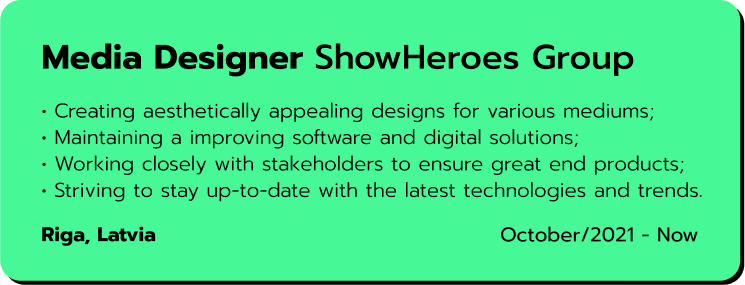 Media Designer ShowHeroes Group
• Creating aesthetically appealing designs for various mediums;
• Maintaining a improving software and digital solutions;
• Working closely with stakeholders to ensure great end products;
• Striving to stay up-to-date with the latest technologies and trends.
Riga, Latvia October/2021 - Now